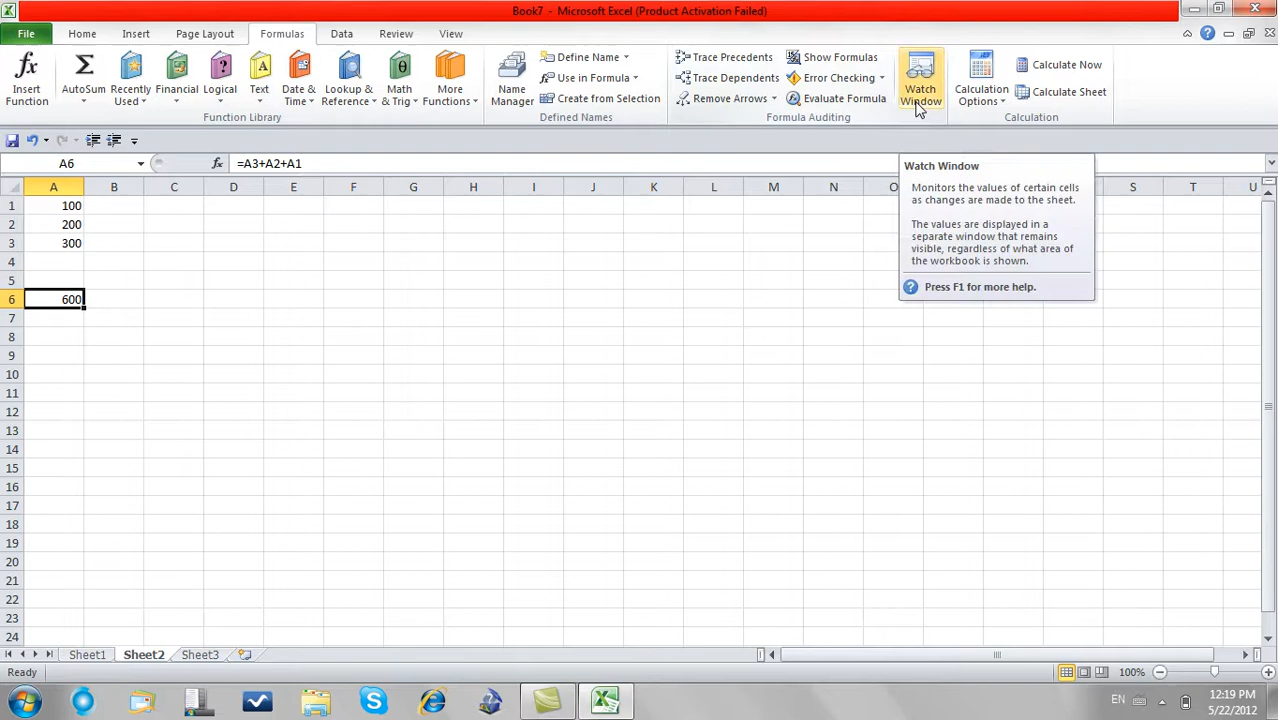 Book7 - Microsoft Excel (Product Activation Failed)
File Home Insert Page Layout Formulas Data Review View
Insert Function
AutoSum
Recently Used
Financial
Logical
Text
Date & Time
Lookup & Reference
Math & Trig
More Functions
Function Library
Name Manager
Define Name
Use in Formula
Create from Selection
Defined Names
Trace Precedents
Trace Dependents
Remove Arrows
Show Formulas
Error Checking
Evaluate Formula
Formula Auditing
Watch Window
Calculation Options
Calculate Now
Calculate Sheet
Calculation
A6 fx =A3+A2+A1
A B C D E F G H I J K L M N O S T U
1 100
2 200
3 300
4
5
6 600
7
8
9
10
11
12
13
14
15
16
17
18
19
20
21
22
23
24
Watch Window
Monitors the values of certain cells
as changes are made to the sheet.
The values are displayed in a
separate window that remains
visible, regardless of what area of
the workbook is shown.
Press F1 for more help.
Sheet1 Sheet2 Sheet3
Ready 100%
EN 12:19 PM
5/22/2012